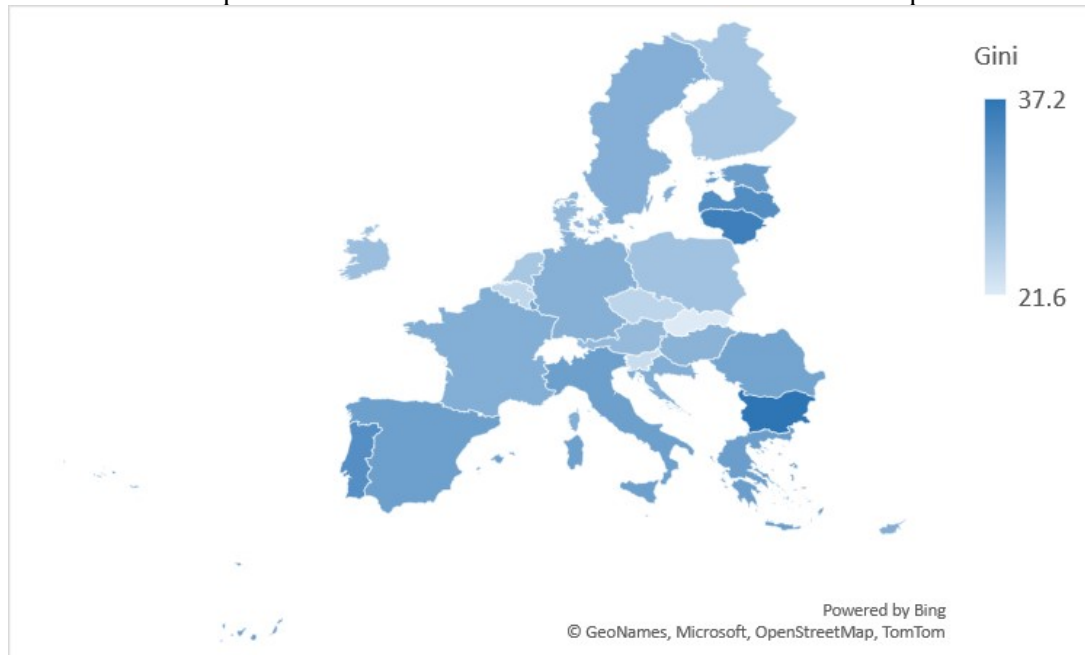 Gini
37.2
21.6
Powered by Bing
© GeoNames, Microsoft, OpenStreetMap, TomTom